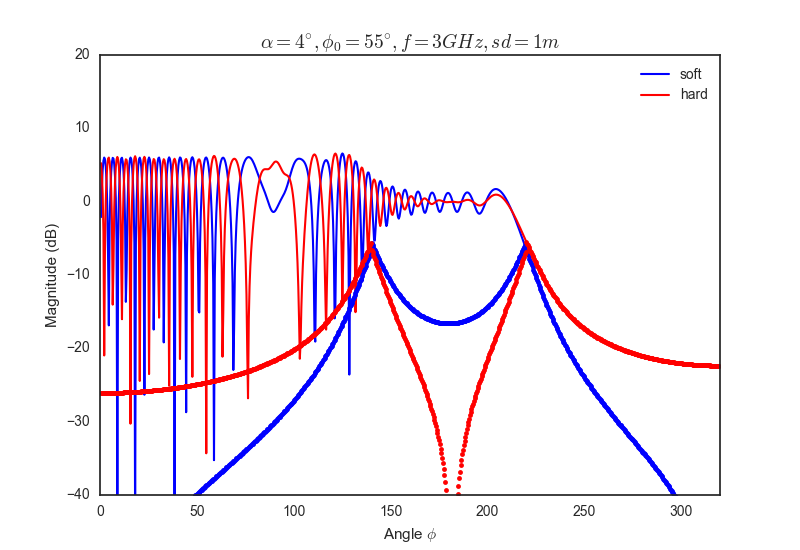 α = 4°, ϕ₀ = 55°, f = 3GHz, sd = 1m
soft
hard
Magnitude (dB)
20
10
0
−10
−20
−30
−40
0
50
100
150
200
250
300
Angle ϕ